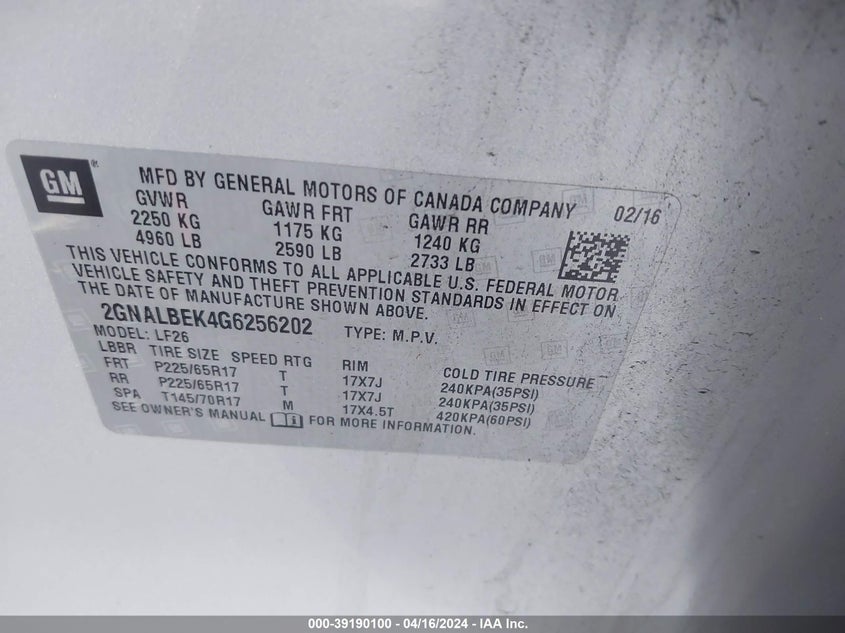 GM
MFD BY GENERAL MOTORS OF CANADA COMPANY 02/16
GVWR GAWR FRT GAWR RR
2250 KG 1175 KG 1240 KG
4960 LB 2590 LB 2733 LB
THIS VEHICLE CONFORMS TO ALL APPLICABLE U.S. FEDERAL MOTOR
VEHICLE SAFETY AND THEFT PREVENTION STANDARDS IN EFFECT ON
THE DATE OF MANUFACTURE SHOWN ABOVE.
2GNALBEK4G6256202 TYPE: M.P.V.
MODEL: LF26
LBBR TIRE SIZE SPEED RTG RIM COLD TIRE PRESSURE
FRT P225/65R17 T 17X7J 240KPA(35PSI)
RR P225/65R17 T 17X7J 240KPA(35PSI)
SPA T145/70R17 M 17X4.5T 420KPA(60PSI)
SEE OWNER'S MANUAL FOR MORE INFORMATION.
000-39190100 - 04/16/2024 - IAAI Inc.